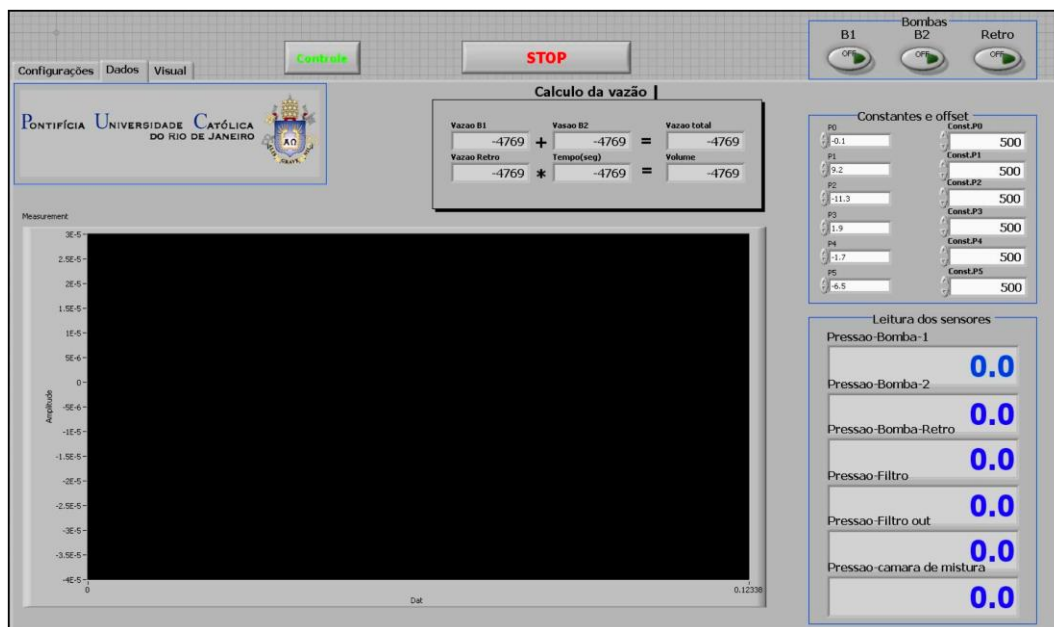 Bombas
B1 B2 Retro
OFF OFF OFF
Controle
STOP
Configurações Dados Visual
PONTIFÍCIA UNIVERSIDADE CATÓLICA
DO RIO DE JANEIRO
Calculo da vazão
Vazao B1 Vasao B2 Vazao total
-4769 + -4769 = -4769
Vazao Retro Tempo(seg) Volume
-4769 * -4769 = -4769
Constantes e offset
P0 Const.P0
-0.1 500
P1 Const.P1
9.2 500
P2 Const.P2
-11.3 500
P3 Const.P3
1.9 500
P4 Const.P4
-1.7 500
P5 Const.P5
-6.5 500
Measurement
Amplitude
3E-5
2.5E-5
2E-5
1.5E-5
1E-5
5E-6
0
-5E-6
-1E-5
-1.5E-5
-2E-5
-2.5E-5
-3E-5
-3.5E-5
-4E-5
0 0.12338
Dat
Leitura dos sensores
Pressao-Bomba-1
0.0
Pressao-Bomba-2
0.0
Pressao-Bomba-Retro
0.0
Pressao-Filtro
0.0
Pressao-Filtro out
0.0
Pressao-camara de mistura
0.0